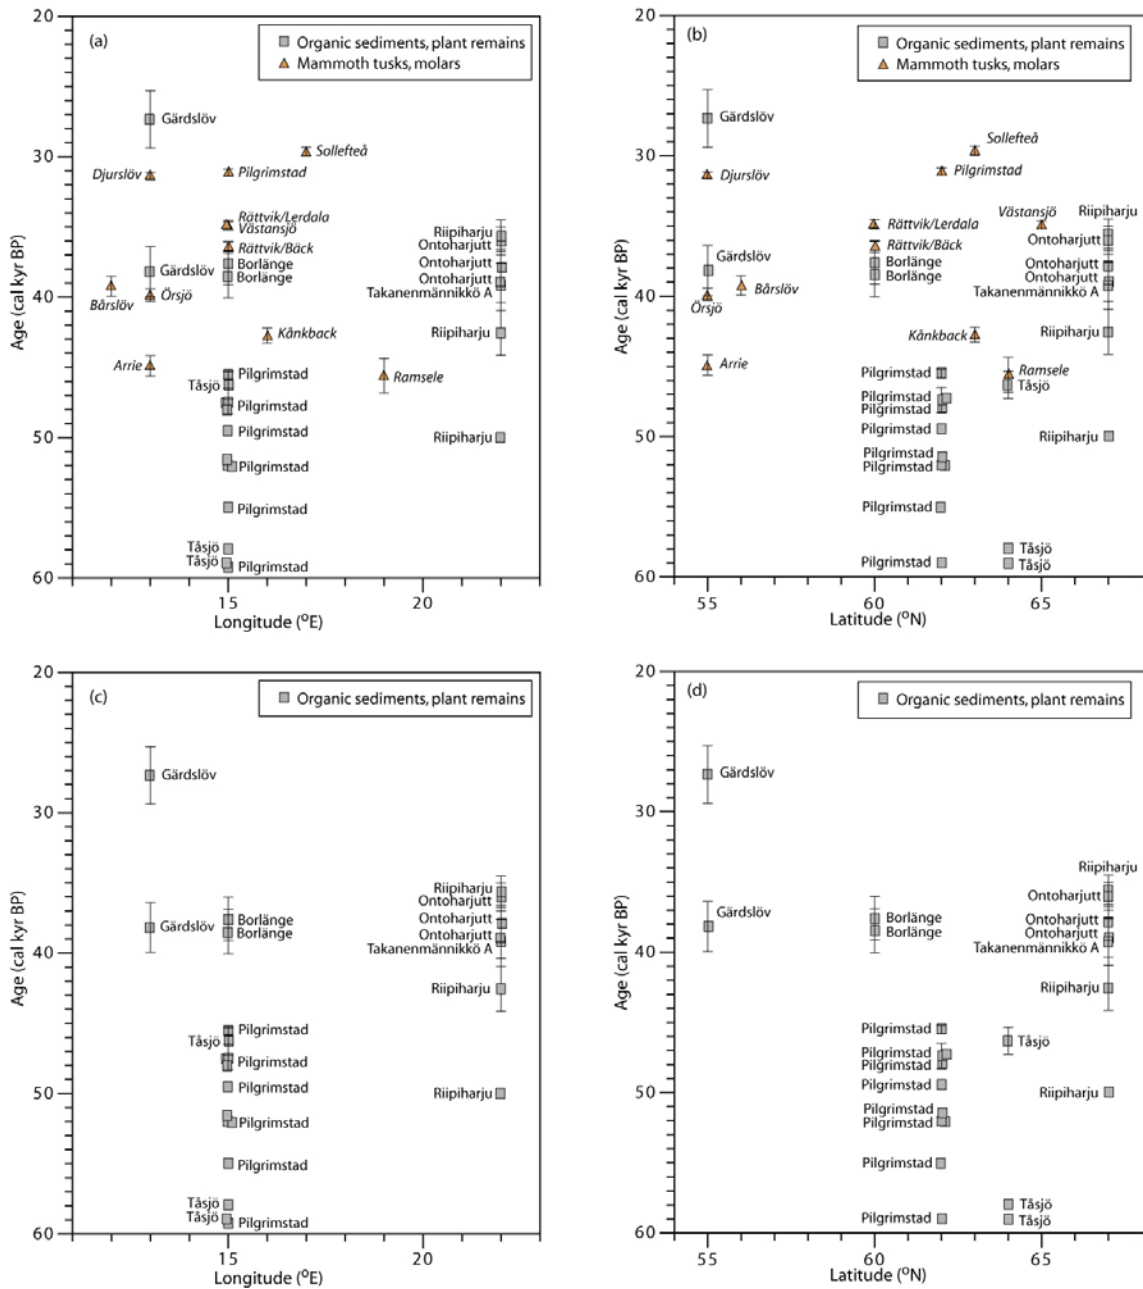 (a)
Organic sediments, plant remains
Mammoth tusks, molars
20
30
40
50
60
Age (cal kyr BP)
Gärdslöv
Sollefteå
Djurslöv
Pilgrimstad
Rättvik/Lerdala
Västansjö
Rättvik/Bäck
Riipiharju
Ontoharjutt
Borlänge
Ontoharjutt
Gärdslöv
Borlänge
Ontoharjutt
Takanenmännikkö A
Örsjö
Bårslöv
Kånkback
Riipiharju
Arrie
Pilgrimstad
Ramsele
Tåsjö
Pilgrimstad
Pilgrimstad
Riipiharju
Pilgrimstad
Pilgrimstad
Tåsjö
Tåsjö
Pilgrimstad
15
20
Longitude (°E)
(b)
Organic sediments, plant remains
Mammoth tusks, molars
20
30
40
50
60
Age (cal kyr BP)
Gärdslöv
Sollefteå
Pilgrimstad
Djurslöv
Västansjö
Riipiharju
Rättvik/Lerdala
Ontoharjutt
Rättvik/Bäck
Gärdslöv
Borlänge
Ontoharjutt
Borlänge
Ontoharjutt
Bårslöv
Takanenmännikkö A
Örsjö
Kånkback
Riipiharju
Arrie
Pilgrimstad
Ramsele
Tåsjö
Pilgrimstad
Pilgrimstad
Pilgrimstad
Riipiharju
Pilgrimstad
Pilgrimstad
Pilgrimstad
Tåsjö
Pilgrimstad
Tåsjö
55
60
65
Latitude (°N)
(c)
Organic sediments, plant remains
20
30
40
50
60
Age (cal kyr BP)
Gärdslöv
Riipiharju
Ontoharjutt
Gärdslöv
Borlänge
Ontoharjutt
Borlänge
Ontoharjutt
Takanenmännikkö A
Riipiharju
Pilgrimstad
Tåsjö
Pilgrimstad
Pilgrimstad
Riipiharju
Pilgrimstad
Pilgrimstad
Tåsjö
Tåsjö
Pilgrimstad
15
20
Longitude (°E)
(d)
Organic sediments, plant remains
20
30
40
50
60
Age (cal kyr BP)
Gärdslöv
Riipiharju
Ontoharjutt
Gärdslöv
Borlänge
Ontoharjutt
Borlänge
Ontoharjutt
Takanenmännikkö A
Riipiharju
Pilgrimstad
Tåsjö
Pilgrimstad
Pilgrimstad
Pilgrimstad
Riipiharju
Pilgrimstad
Pilgrimstad
Pilgrimstad
Tåsjö
Pilgrimstad
Tåsjö
55
60
65
Latitude (°N)